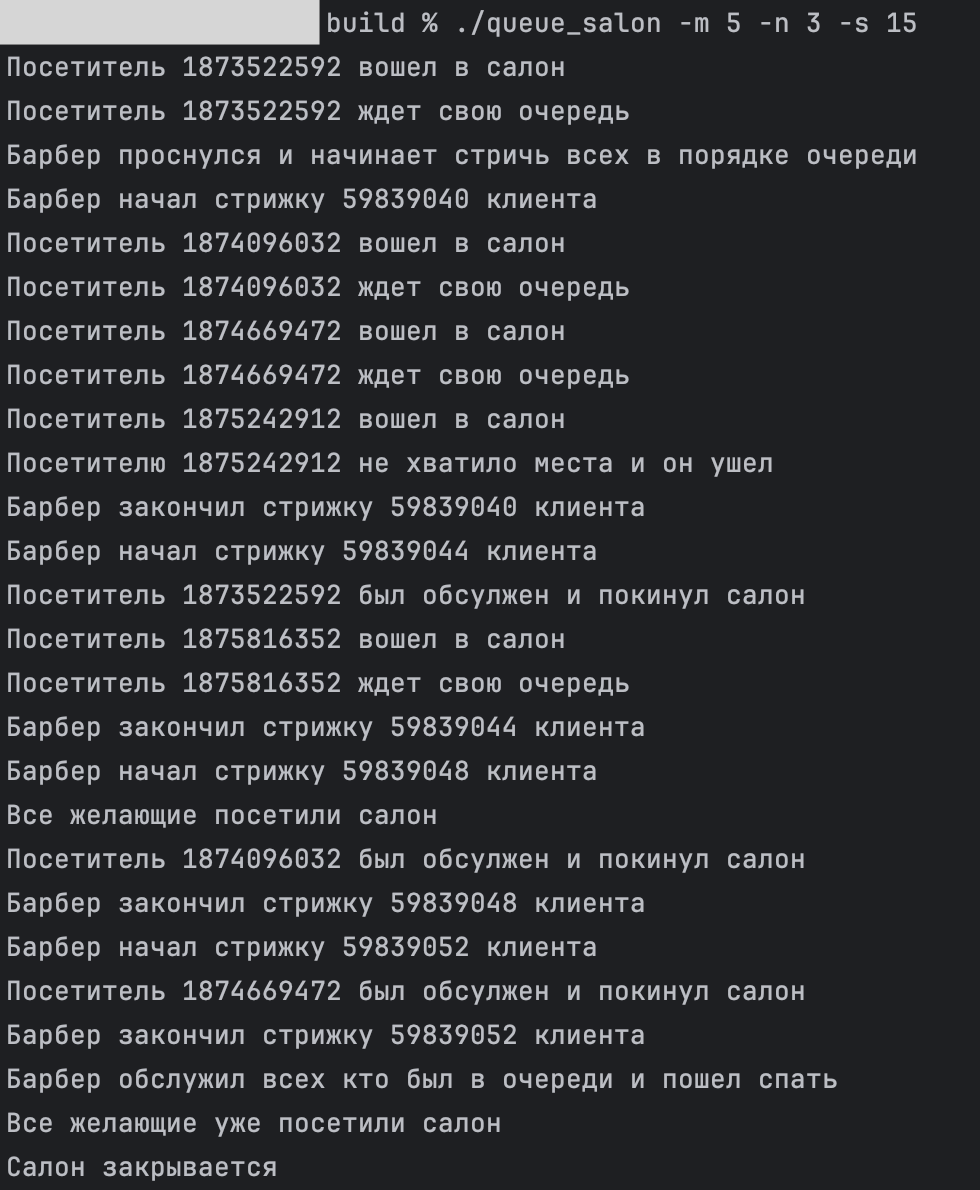 build % ./queue_salon -m 5 -n 3 -s 15
Посетитель 1873522592 вошел в салон
Посетитель 1873522592 ждет свою очередь
Барбер проснулся и начинает стричь всех в порядке очереди
Барбер начал стрижку 59839040 клиента
Посетитель 1874096032 вошел в салон
Посетитель 1874096032 ждет свою очередь
Посетитель 1874669472 вошел в салон
Посетитель 1874669472 ждет свою очередь
Посетитель 1875242912 вошел в салон
Посетителю 1875242912 не хватило места и он ушел
Барбер закончил стрижку 59839040 клиента
Барбер начал стрижку 59839044 клиента
Посетитель 1873522592 был обсулжен и покинул салон
Посетитель 1875816352 вошел в салон
Посетитель 1875816352 ждет свою очередь
Барбер закончил стрижку 59839044 клиента
Барбер начал стрижку 59839048 клиента
Все желающие посетили салон
Посетитель 1874096032 был обсулжен и покинул салон
Барбер закончил стрижку 59839048 клиента
Барбер начал стрижку 59839052 клиента
Посетитель 1874669472 был обсулжен и покинул салон
Барбер закончил стрижку 59839052 клиента
Барбер обслужил всех кто был в очереди и пошел спать
Все желающие уже посетили салон
Салон закрывается